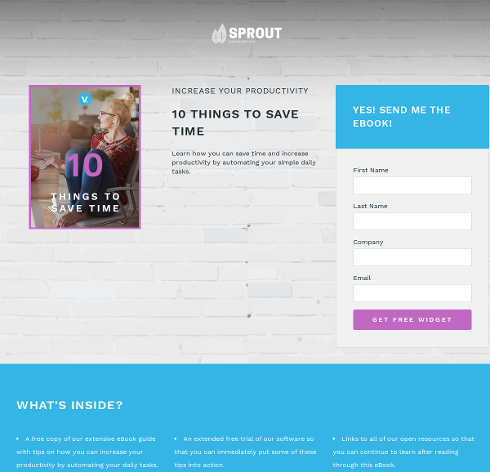 SPROUT
INCREASE YOUR PRODUCTIVITY
10 THINGS TO SAVE
TIME
Learn how you can save time and increase
productivity by automating your simple daily
tasks.
V.
10
THINGS TO
SAVE TIME
YES! SEND ME THE
EBOOK!
First Name
Last Name
Company
Email
GET FREE WIDGET
WHAT'S INSIDE?
• A free copy of our extensive eBook guide
with tips on how you can increase your
productivity by automating your daily tasks.
• An extended free trial of our software so
that you can immediately put some of these
tips into action.
• Links to all of our open resources so that
you can continue to learn after reading
through this eBook.